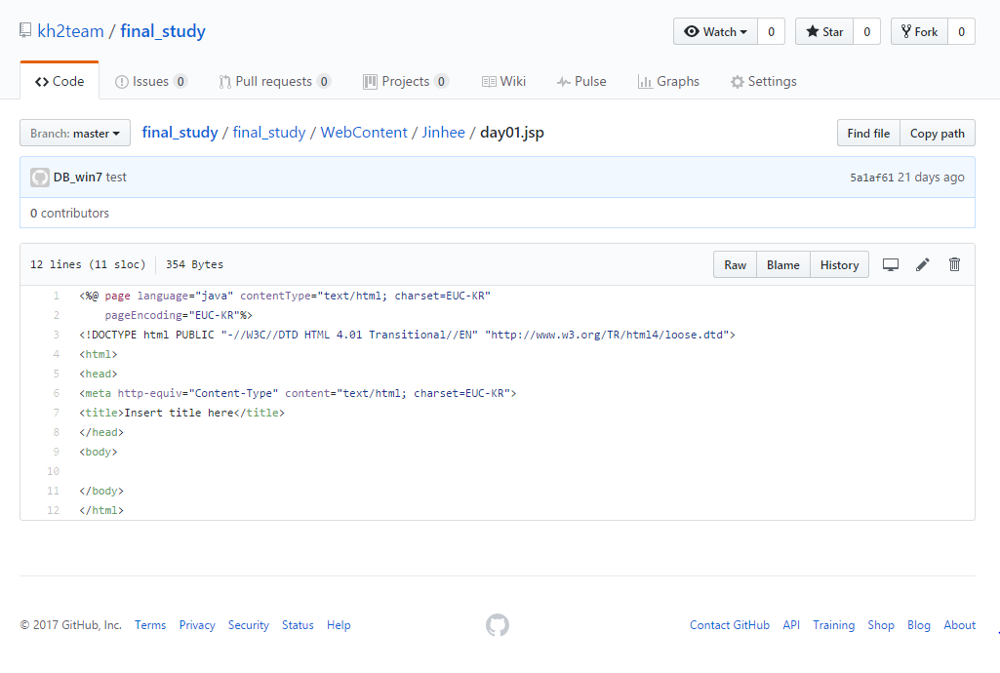 kh2team / final_study
Watch 0 Star 0 Fork 0
Code Issues 0 Pull requests 0 Projects 0 Wiki Pulse Graphs Settings
Branch: master final_study / final_study / WebContent / Jinhee / day01.jsp Find file Copy path
DB_win7 test 5a1af61 21 days ago
0 contributors
12 lines (11 sloc) 354 Bytes Raw Blame History
1 <%@ page language="java" contentType="text/html; charset=EUC-KR"
2     pageEncoding="EUC-KR"%>
3 <!DOCTYPE html PUBLIC "-//W3C//DTD HTML 4.01 Transitional//EN" "http://www.w3.org/TR/html4/loose.dtd">
4 <html>
5 <head>
6 <meta http-equiv="Content-Type" content="text/html; charset=EUC-KR">
7 <title>Insert title here</title>
8 </head>
9 <body>
10
11 </body>
12 </html>
© 2017 GitHub, Inc. Terms Privacy Security Status Help Contact GitHub API Training Shop Blog About